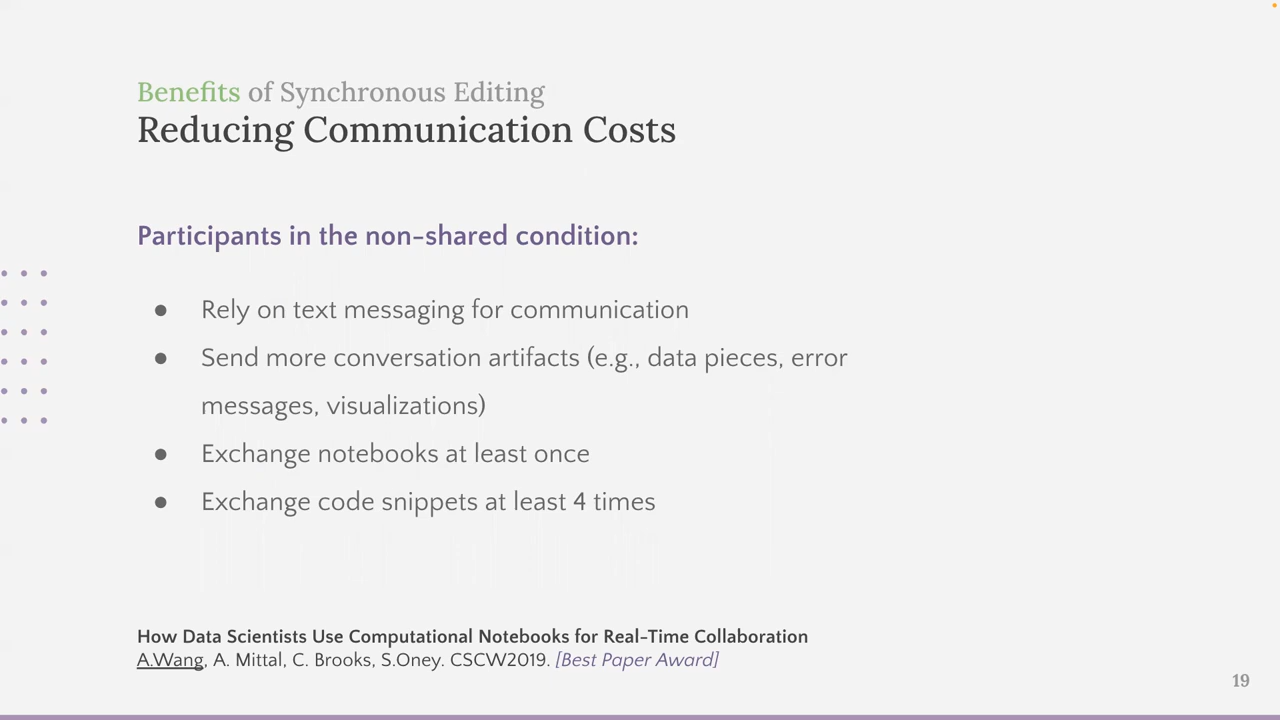 Benefits of Synchronous Editing
Reducing Communication Costs
Participants in the non-shared condition:
● Rely on text messaging for communication
● Send more conversation artifacts (e.g., data pieces, error
messages, visualizations)
● Exchange notebooks at least once
● Exchange code snippets at least 4 times
How Data Scientists Use Computational Notebooks for Real-Time Collaboration
A.Wang, A. Mittal, C. Brooks, S.Oney. CSCW2019. [Best Paper Award]
19